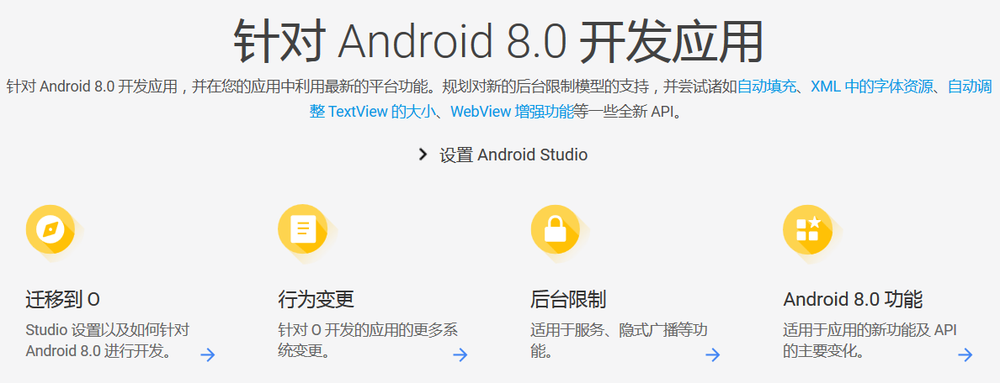 针对 Android 8.0 开发应用
针对 Android 8.0 开发应用，并在您的应用中利用最新的平台功能。规划对新的后台限制模型的支持，并尝试诸如自动填充、XML 中的字体资源、自动调
整 TextView 的大小、WebView 增强功能等一些全新 API。
设置 Android Studio
迁移到 O
Studio 设置以及如何针对
Android 8.0 进行开发。
行为变更
针对 O 开发的应用的更多系
统变更。
后台限制
适用于服务、隐式广播等功
能。
Android 8.0 功能
适用于应用的新功能及 API
的主要变化。